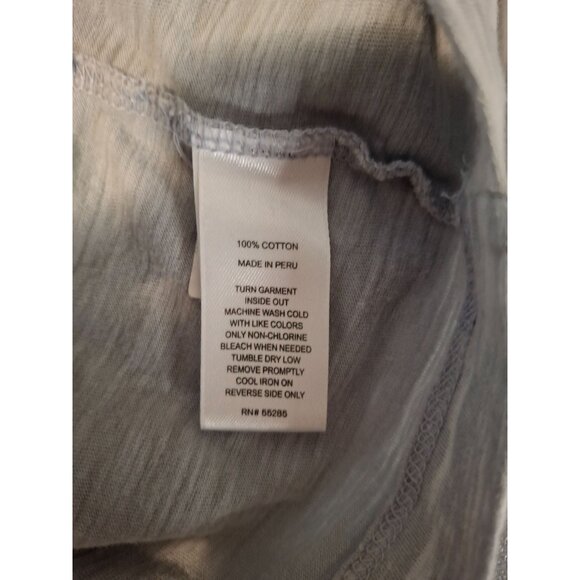 100% COTTON
MADE IN PERU
TURN GARMENT
INSIDE OUT
MACHINE WASH COLD
WITH LIKE COLORS
ONLY NON-CHLORINE
BLEACH WHEN NEEDED
TUMBLE DRY LOW
REMOVE PROMPTLY
COOL IRON ON
REVERSE SIDE ONLY
RN# 55285